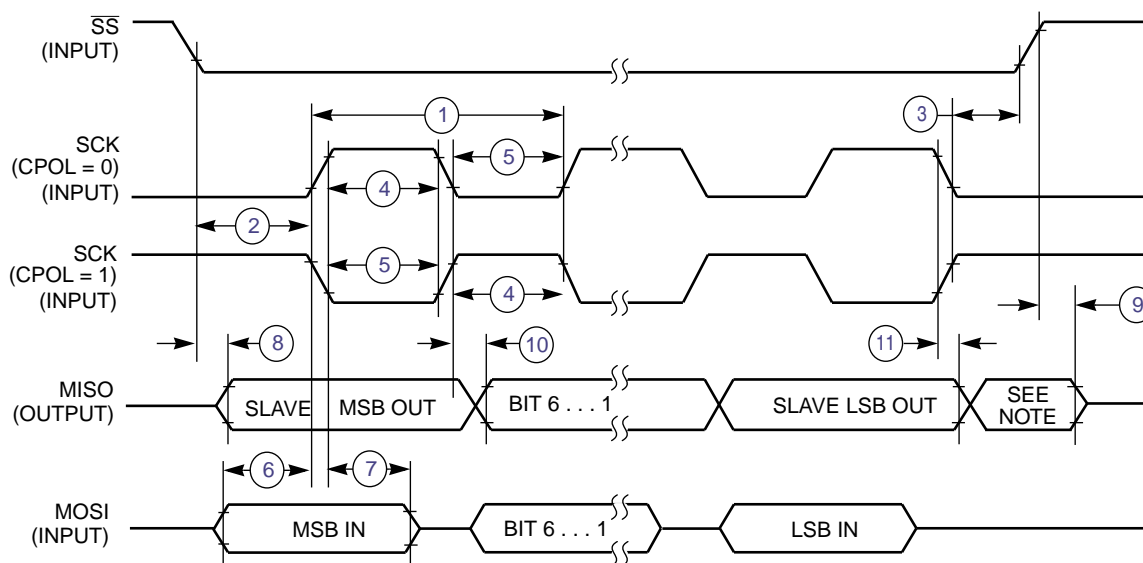 SS
(INPUT)
1
3
SCK
(CPOL = 0)
(INPUT)
5
4
2
SCK
(CPOL = 1)
(INPUT)
5
4
9
8
10
11
MISO
(OUTPUT)
SLAVE MSB OUT
BIT 6 . . . 1
SLAVE LSB OUT
SEE
NOTE
6
7
MOSI
(INPUT)
MSB IN
BIT 6 . . . 1
LSB IN